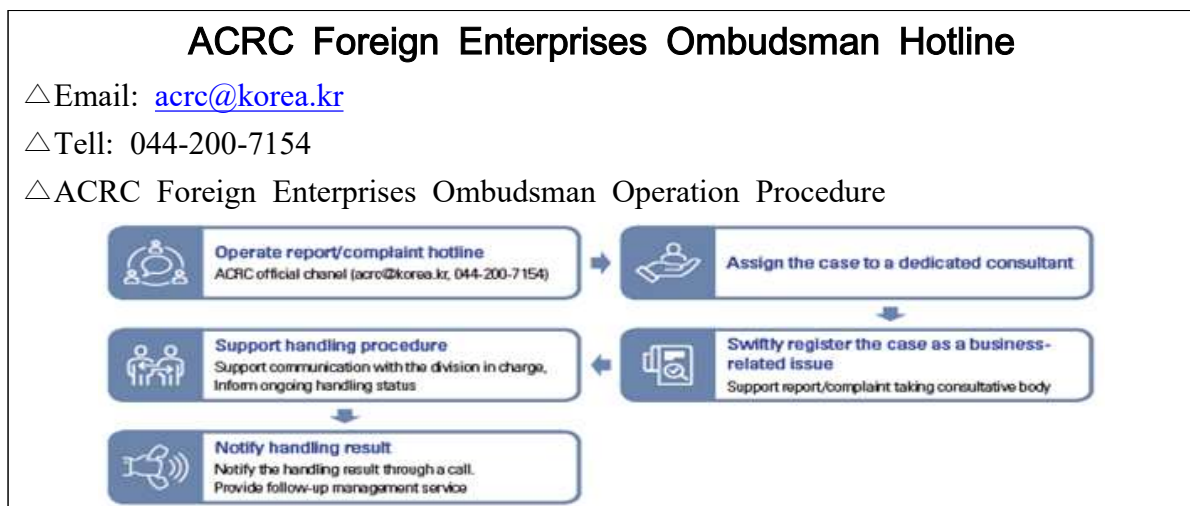 ACRC Foreign Enterprises Ombudsman Hotline
△Email: acrc@korea.kr
△Tell: 044-200-7154
△ACRC Foreign Enterprises Ombudsman Operation Procedure
Operate report/complaint hotline
ACRC official chanel (acrc@korea.kr, 044-200-7154)
Assign the case to a dedicated consultant
Swiftly register the case as a business-
related issue
Support report/complaint taking consultative body
Support handling procedure
Support communication with the division in charge,
Inform ongoing handling status
Notify handling result
Notify the handling result through a call.
Provide follow-up management service